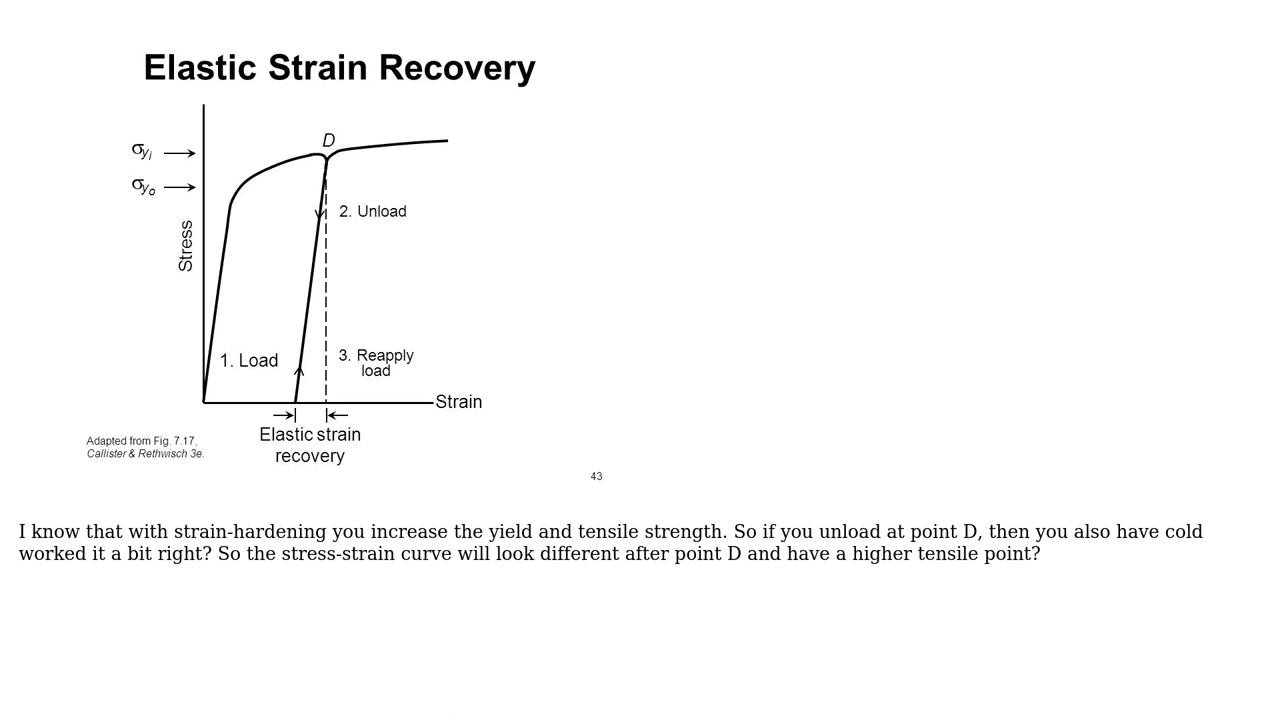 Elastic Strain Recovery
D
σyi
σyo
2. Unload
Stress
1. Load
3. Reapply
load
Strain
Elastic strain
recovery
Adapted from Fig. 7.17,
Callister & Rethwisch 3e.
43
I know that with strain-hardening you increase the yield and tensile strength. So if you unload at point D, then you also have cold
worked it a bit right? So the stress-strain curve will look different after point D and have a higher tensile point?